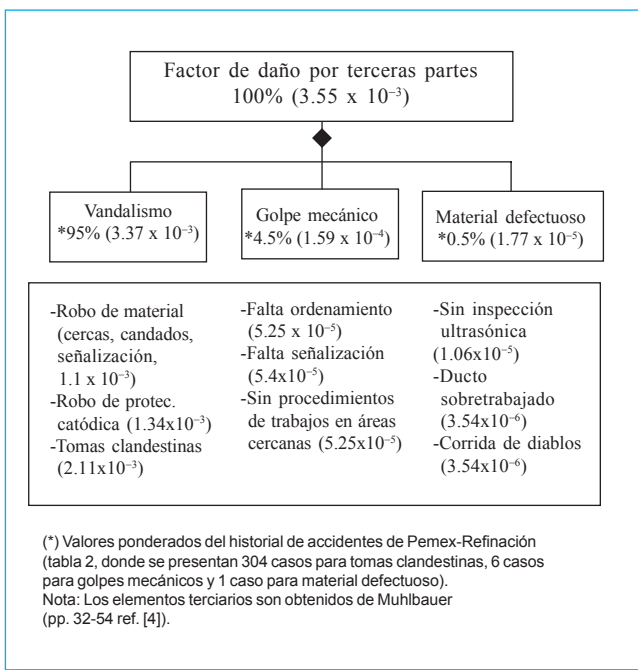 Factor de daño por terceras partes
100% (3.55 x 10⁻³)
Vandalismo
*95% (3.37 x 10⁻³)
Golpe mecánico
*4.5% (1.59 x 10⁻⁴)
Material defectuoso
*0.5% (1.77 x 10⁻⁵)
-Robo de material
(cercas, candados,
señalización,
1.1 x 10⁻³)
-Robo de protec.
catódica (1.34x10⁻³)
-Tomas clandestinas
(2.11x10⁻³)
-Falta ordenamiento
(5.25 x 10⁻⁵)
-Falta señalización
(5.4x10⁻⁵)
-Sin procedimientos
de trabajos en áreas
cercanas (5.25x10⁻⁵)
-Sin inspección
ultrasónica
(1.06x10⁻⁵)
-Ducto
sobretrabajado
(3.54x10⁻⁶)
-Corrida de diablos
(3.54x10⁻⁶)
(*) Valores ponderados del historial de accidentes de Pemex-Refinación
(tabla 2, donde se presentan 304 casos para tomas clandestinas, 6 casos
para golpes mecánicos y 1 caso para material defectuoso).
Nota: Los elementos terciarios son obtenidos de Muhlbauer
(pp. 32-54 ref. [4]).